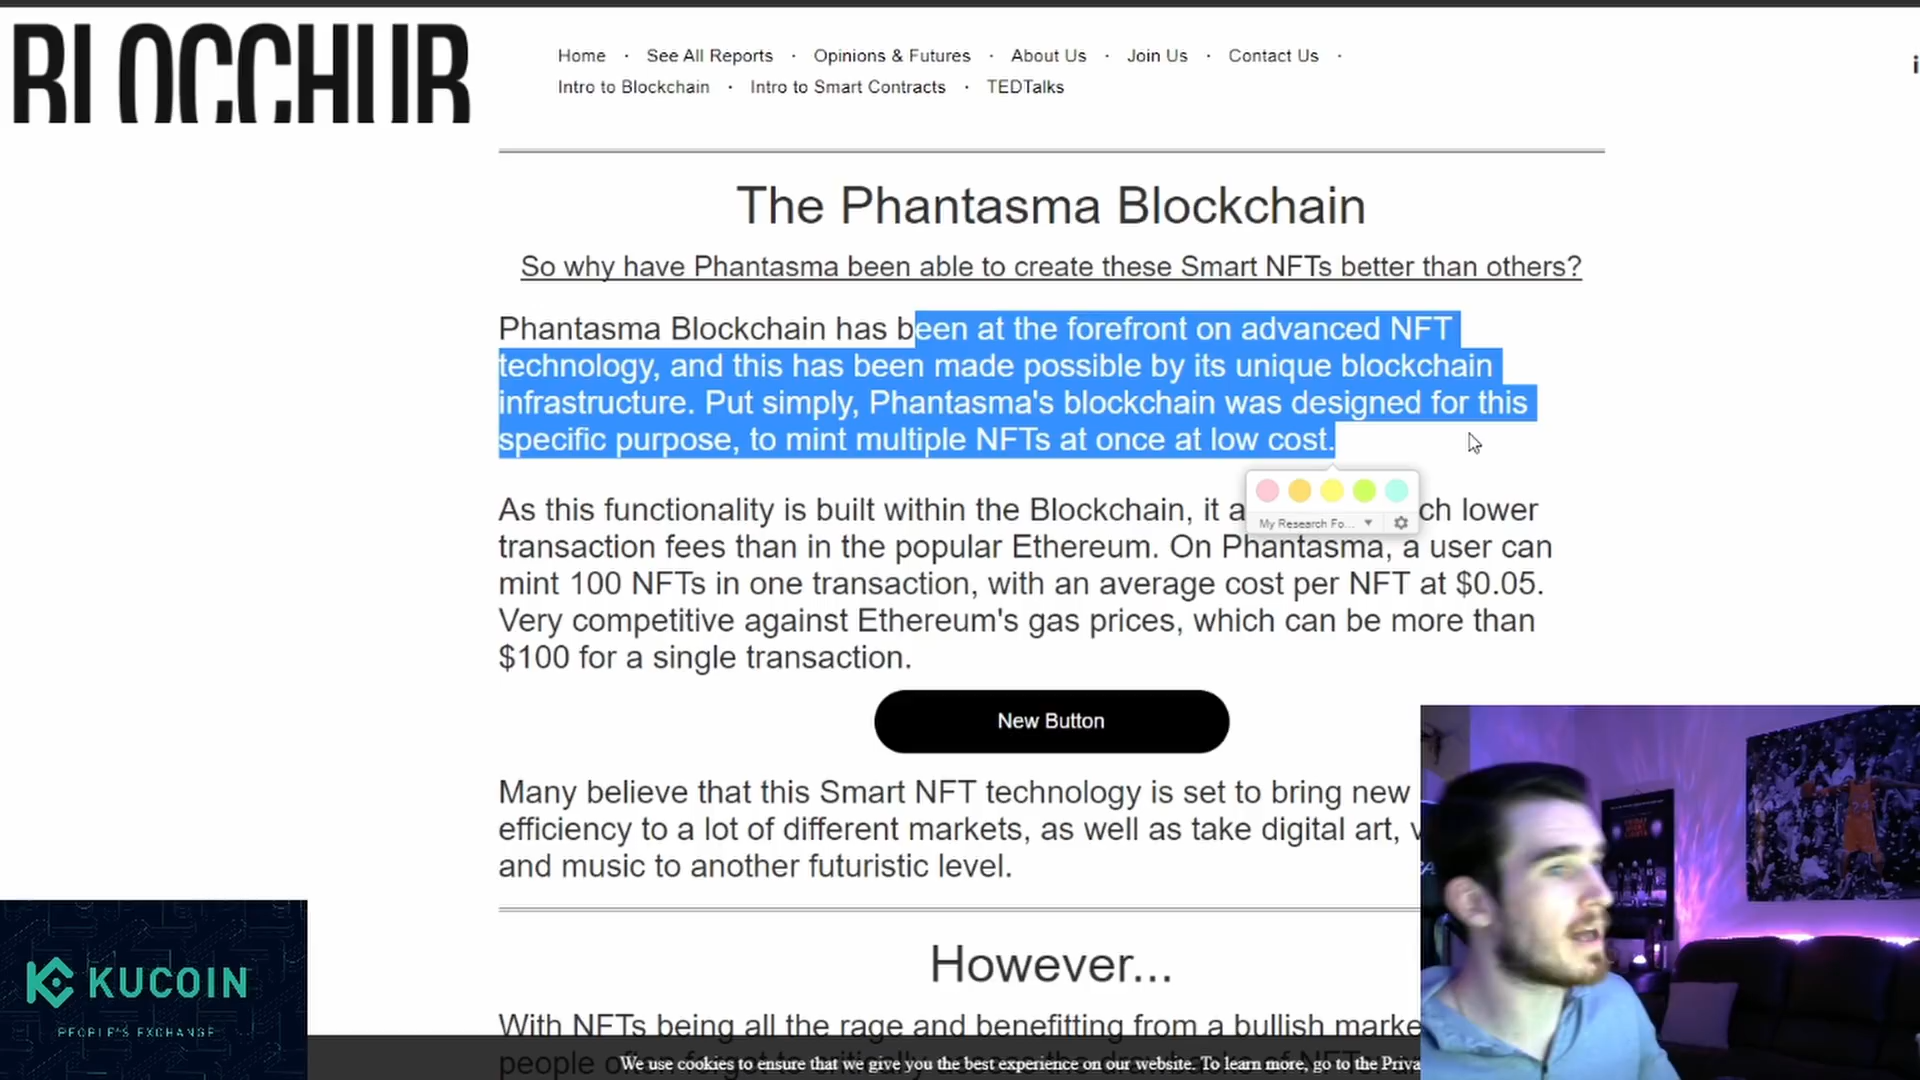 BLOCCHUB
Home · See All Reports · Opinions & Futures · About Us · Join Us · Contact Us ·
Intro to Blockchain · Intro to Smart Contracts · TEDTalks
The Phantasma Blockchain
So why have Phantasma been able to create these Smart NFTs better than others?
Phantasma Blockchain has been at the forefront on advanced NFT
technology, and this has been made possible by its unique blockchain
infrastructure. Put simply, Phantasma's blockchain was designed for this
specific purpose, to mint multiple NFTs at once at low cost.
As this functionality is built within the Blockchain, it a ch lower
My Research Fo...
transaction fees than in the popular Ethereum. On Phantasma, a user can
mint 100 NFTs in one transaction, with an average cost per NFT at $0.05.
Very competitive against Ethereum's gas prices, which can be more than
$100 for a single transaction.
New Button
Many believe that this Smart NFT technology is set to bring new
efficiency to a lot of different markets, as well as take digital art, v
and music to another futuristic level.
However...
With NFTs being all the rage and benefitting from a bullish marke
people often forget to critically
We use cookies to ensure that we give you the best experience on our website. To learn more, go to the Priva
KUCOIN
PEOPLE'S EXCHANGE
24